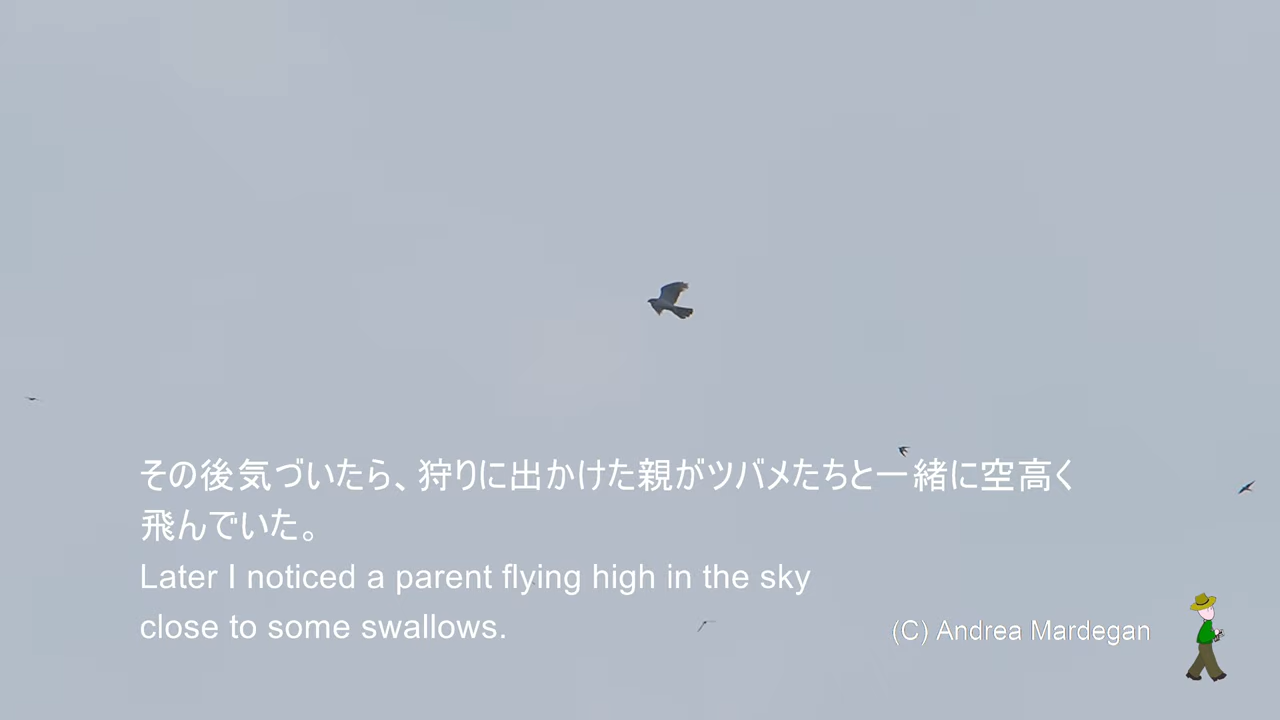 その後気づいたら、狩りに出かけた親がツバメたちと一緒に空高く
飛んでいた。
Later I noticed a parent flying high in the sky
close to some swallows.
(C) Andrea Mardegan